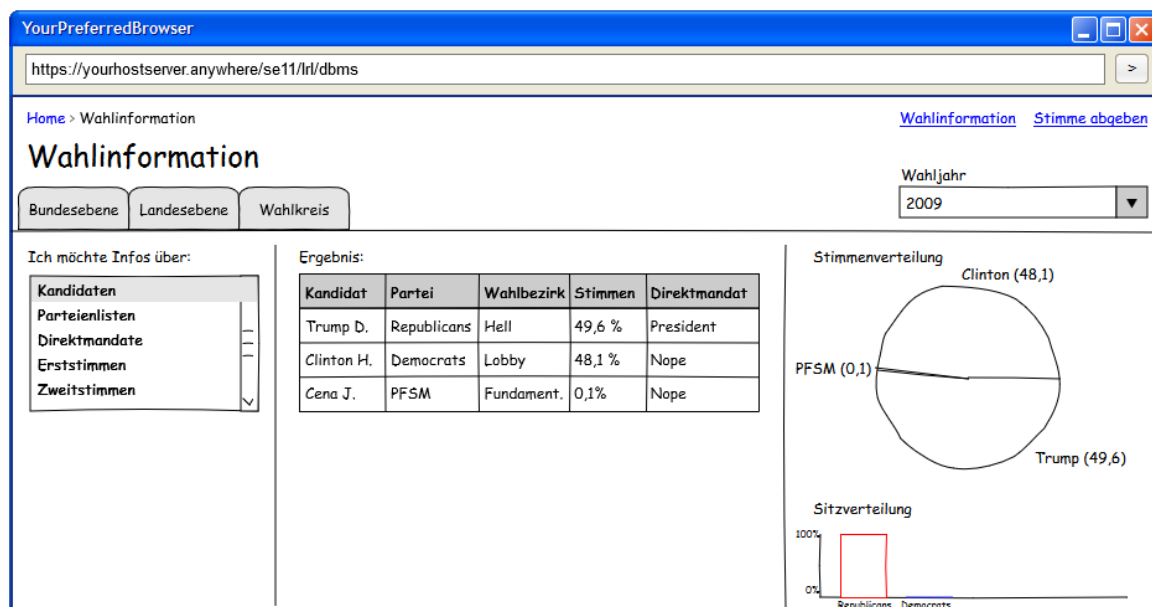 YourPreferredBrowser
https://yourhostserver.anywhere/se11/lrl/dbms >
Home > Wahlinformation Wahlinformation Stimme abgeben
Wahlinformation
Wahljahr
2009
Bundesebene Landesebene Wahlkreis
Ich möchte Infos über:
Kandidaten
Parteienlisten
Direktmandate
Erststimmen
Zweitstimmen
Ergebnis:
Kandidat Partei Wahlbezirk Stimmen Direktmandat
Trump D. Republicans Hell 49,6 % President
Clinton H. Democrats Lobby 48,1 % Nope
Cena J. PFSM Fundament. 0,1% Nope
Stimmenverteilung
Clinton (48,1)
PFSM (0,1)
Trump (49,6)
Sitzverteilung
100%
0%
Republicans Democrats